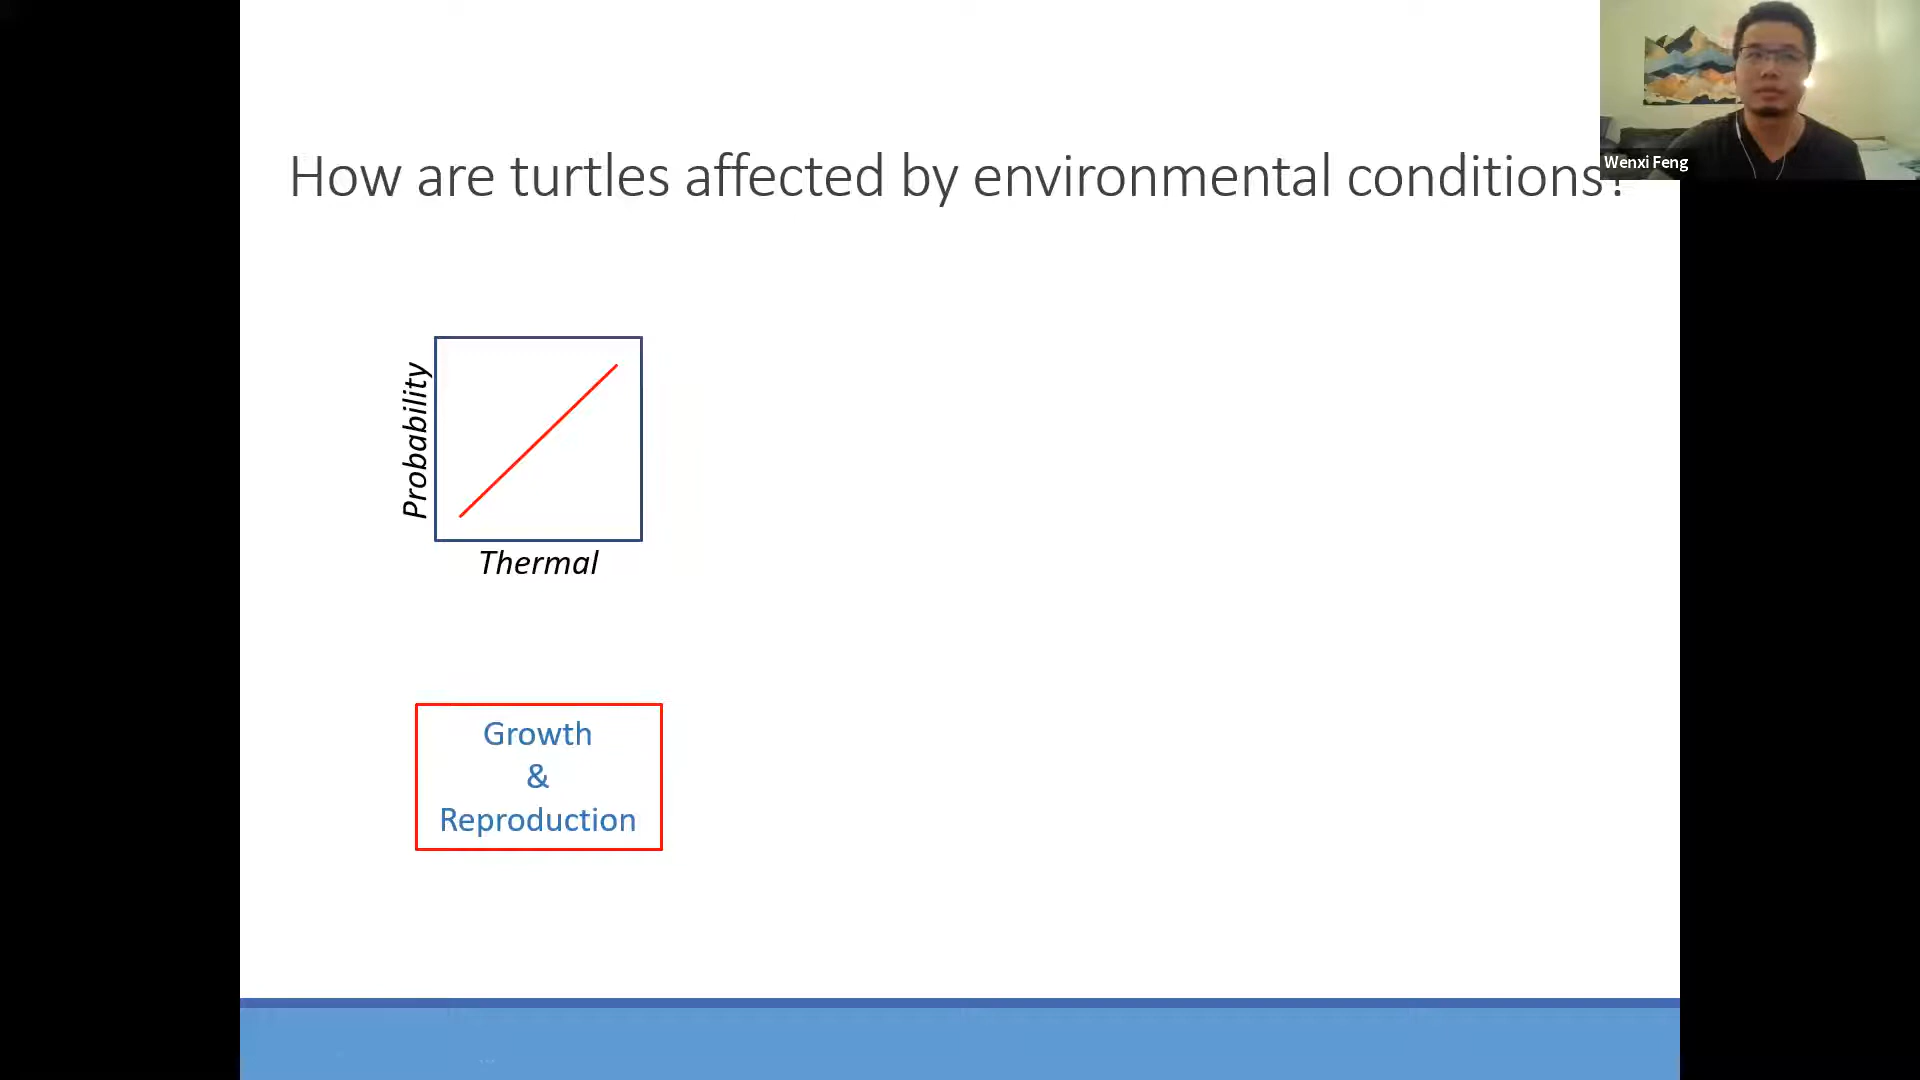 How are turtles affected by environmental conditions?
Wenxi Feng
Probability
Thermal
Growth
&
Reproduction